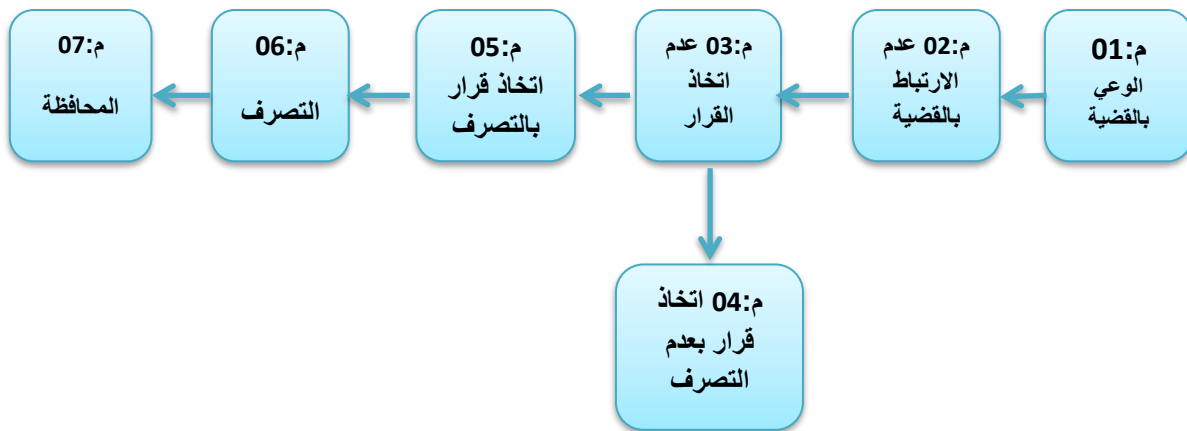 م:01
الوعي
بالقضية
م:02 عدم
الارتباط
بالقضية
م:03 عدم
اتخاذ
القرار
م:05
اتخاذ قرار
بالتصرف
م:06
التصرف
م:07
المحافظة
م:04 اتخاذ
قرار بعدم
التصرف